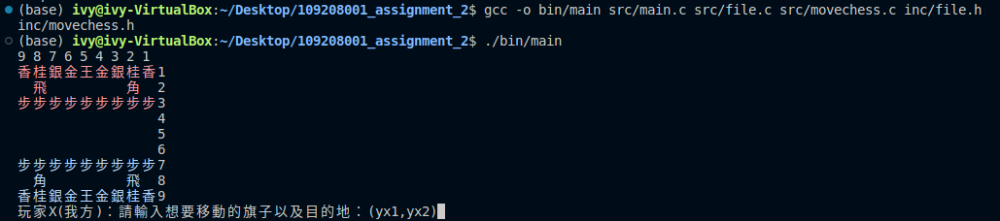 (base) ivy@ivy-VirtualBox:~/Desktop/109208001_assignment_2$ gcc -o bin/main src/main.c src/file.c src/movechess.c inc/file.h
inc/movechess.h
(base) ivy@ivy-VirtualBox:~/Desktop/109208001_assignment_2$ ./bin/main
9 8 7 6 5 4 3 2 1
香桂銀金王金銀桂香1
飛 角 2
步步步步步步步步步3
4
5
6
步步步步步步步步步7
角 飛 8
香桂銀金王金銀桂香9
玩家X(我方)：請輸入想要移動的旗子以及目的地：(yx1,yx2)